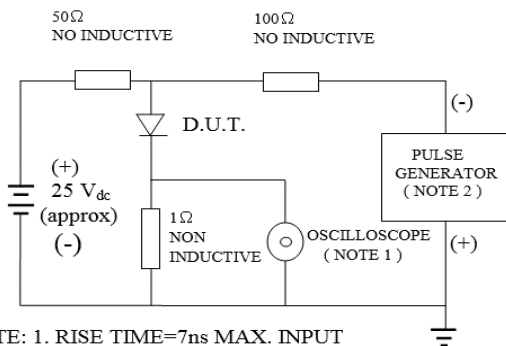 50Ω
NO INDUCTIVE
100Ω
NO INDUCTIVE
D.U.T.
(-)
PULSE
GENERATOR
( NOTE 2 )
(+)
(+)
25 Vdc
(approx)
(-)
1Ω
NON
INDUCTIVE
OSCILLOSCOPE
( NOTE 1 )
TE: 1. RISE TIME=7ns MAX. INPUT